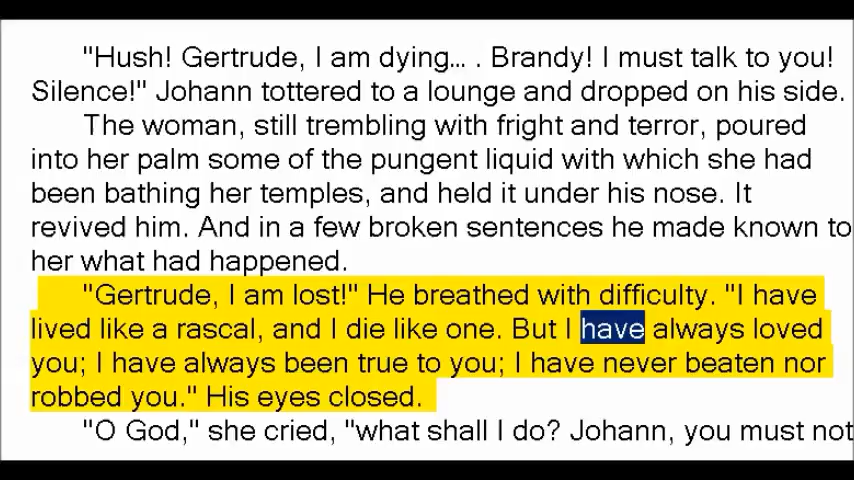 "Hush! Gertrude, I am dying... . Brandy! I must talk to you!
Silence!" Johann tottered to a lounge and dropped on his side.
The woman, still trembling with fright and terror, poured
into her palm some of the pungent liquid with which she had
been bathing her temples, and held it under his nose. It
revived him. And in a few broken sentences he made known to
her what had happened.
"Gertrude, I am lost!" He breathed with difficulty. "I have
lived like a rascal, and I die like one. But I have always loved
you; I have always been true to you; I have never beaten nor
robbed you." His eyes closed.
"O God," she cried, "what shall I do? Johann, you must not